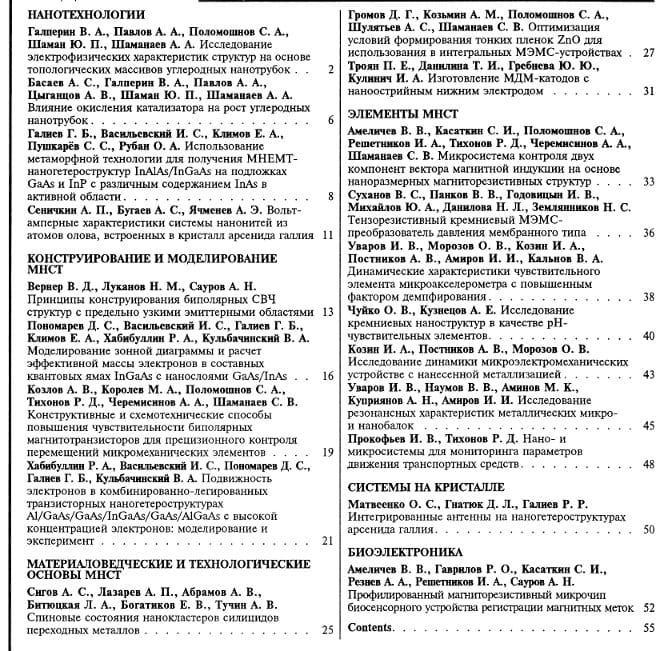 НАНОТЕХНОЛОГИИ
Галперин В. А., Павлов А. А., Поломошнов С. А.,
Шаман Ю. П., Шаманаев А. А. Исследование
электрофизических характеристик структур на основе
топологических массивов углеродных нанотрубок . . 2
Басаев А. С., Галперин В. А., Павлов А. А.,
Цыганцов А. В., Шаман Ю. П., Шаманаев А. А.
Влияние окисления катализатора на рост углеродных
нанотрубок . . . . . . . . . . . . . . . . . . 6
Галиев Г. Б., Васильевский И. С., Климов Е. А.,
Пушкарёв С. С., Рубан О. А. Использование
метаморфной технологии для получения МНЕМТ-
наногетероструктур InAlAs/InGaAs на подложках
GaAs и InP с различным содержанием InAs в
активной области . . . . . . . . . . . . . . . 8
Сеничкин А. П., Бугаев А. С., Ячменев А. Э. Вольт-
амперные характеристики системы нанонитей из
атомов олова, встроенных в кристалл арсенида галлия 11
КОНСТРУИРОВАНИЕ И МОДЕЛИРОВАНИЕ
МНСТ
Вернер В. Д., Луканов Н. М., Сауров А. Н.
Принципы конструирования биполярных СВЧ
структур с предельно узкими эмиттерными областями 13
Пономарев Д. С., Васильевский И. С., Галиев Г. Б.,
Климов Е. А., Хабибуллин Р. А., Кульбачинский В. А.
Моделирование зонной диаграммы и расчет
эффективной массы электронов в составных
квантовых ямах InGaAs с нанослоями GaAs/InAs . . 16
Козлов А. В., Королев М. А., Поломошнов С. А.,
Тихонов Р. Д., Черемисинов А. А., Шаманаев С. В.
Конструктивные и схемотехнические способы
повышения чувствительности биполярных
магнитотранзисторов для прецизионного контроля
перемещений микромеханических элементов . . . . 19
Хабибуллин Р. А., Васильевский И. С., Пономарев Д. С.,
Галиев Г. Б., Кульбачинский В. А. Подвижность
электронов в комбинированно-легированных
транзисторных наногетероструктурах
Al/GaAs/GaAs/InGaAs/GaAs/AlGaAs с высокой
концентрацией электронов: моделирование и
эксперимент . . . . . . . . . . . . . . . . . 21
МАТЕРИАЛОВЕДЧЕСКИЕ И ТЕХНОЛОГИЧЕСКИЕ
ОСНОВЫ МНСТ
Сигов А. С., Лазарев А. П., Абрамов А. В.,
Битюцкая Л. А., Богатиков Е. В., Тучин А. В.
Спиновые состояния нанокластеров силицидов
переходных металлов . . . . . . . . . . . . . 25
Громов Д. Г., Козьмин А. М., Поломошнов С. А.,
Шулятьев А. С., Шаманаев С. В. Оптимизация
условий формирования тонких пленок ZnO для
использования в интегральных МЭМС-устройствах . 27
Троян П. Е., Данилина Т. И., Гребнева Ю. Ю.,
Кулинич И. А. Изготовление МДМ-катодов с
наноострийным нижним электродом . . . . . . . 31
ЭЛЕМЕНТЫ МНСТ
Амеличев В. В., Касаткин С. И., Поломошнов С. А.,
Решетников И. А., Тихонов Р. Д., Черемисинов А. А.,
Шаманаев С. В. Микросистема контроля двух
компонент вектора магнитной индукции на основе
наноразмерных магниторезистивных структур . . . 33
Суханов В. С., Панков В. В., Годовицын И. В.,
Михайлов Ю. А., Данилова Н. Л., Землянников Н. С.
Тензорезистивный кремниевый МЭМС-
преобразователь давления мембранного типа . . . 36
Уваров И. В., Морозов О. В., Козин И. А.,
Постников А. В., Амиров И. И., Кальнов В. А.
Динамические характеристики чувствительного
элемента микроакселерометра с повышенным
фактором демпфирования . . . . . . . . . . . . 38
Чуйко О. В., Кузнецов А. Е. Исследование
кремниевых наноструктур в качестве pH-
чувствительных элементов . . . . . . . . . . . 40
Козин И. А., Постников А. В., Морозов О. В.
Исследование динамики микроэлектромеханических
устройстве с нанесенной металлизацией . . . . . 43
Уваров И. В., Наумов В. В., Аминов М. К.,
Куприянов А. Н., Амиров И. И. Исследование
резонансных характеристик металлических микро-
и нанобалок . . . . . . . . . . . . . . . . . 45
Прокофьев И. В., Тихонов Р. Д. Нано- и
микросистемы для мониторинга параметров
движения транспортных средств . . . . . . . . . 48
СИСТЕМЫ НА КРИСТАЛЛЕ
Матвеенко О. С., Гнатюк Д. Л., Галиев Р. Р.
Интегрированные антенны на наногетероструктурах
арсенида галлия . . . . . . . . . . . . . . . 50
БИОЭЛЕКТРОНИКА
Амеличев В. В., Гаврилов Р. О., Касаткин С. И.,
Резнев А. А., Решетников И. А., Сауров А. Н.
Профилированный магниторезистивный микрочип
биосенсорного устройства регистрации магнитных меток 52
Contents . . . . . . . . . . . . . . . . . . . 55